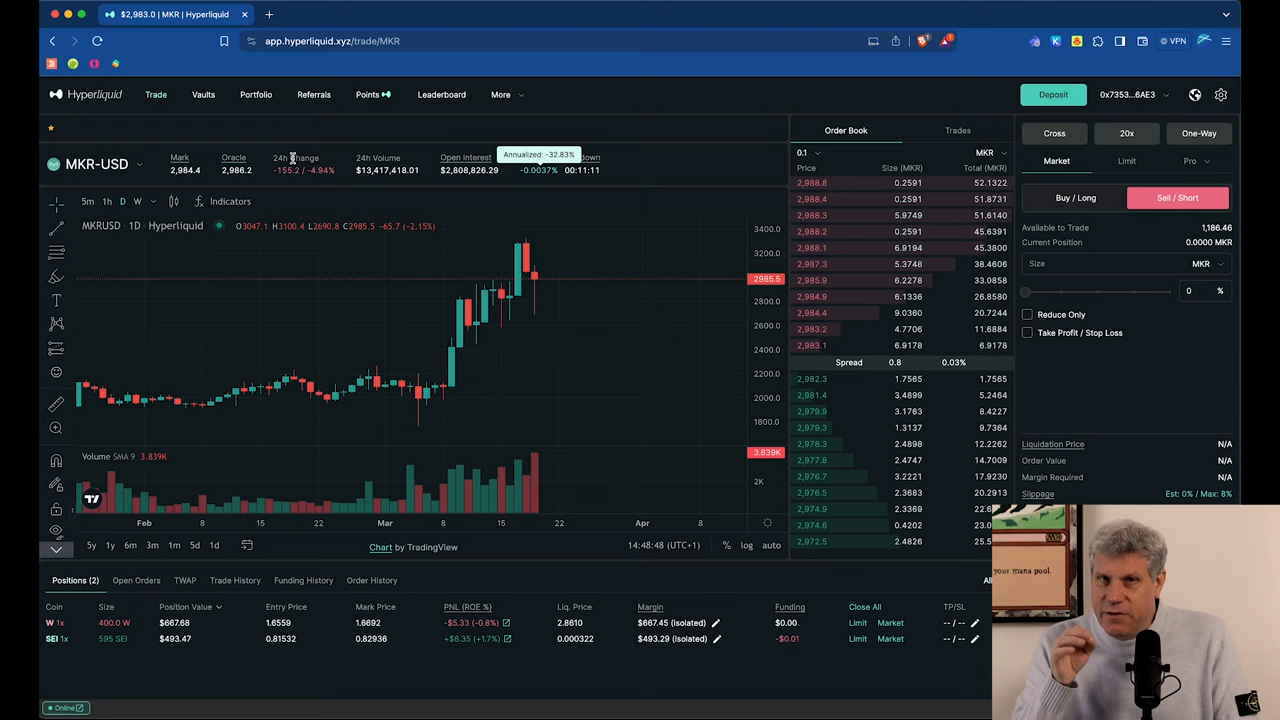 $2,983.0 | MKR | Hyperliquid
app.hyperliquid.xyz/trade/MKR
VPN
Hyperliquid Trade Vaults Portfolio Referrals Points Leaderboard More Deposit 0x7353...6AE3
MKR-USD
Mark Oracle 24h Change 24h Volume Open Interest Annualized: -32.83% down
2,984.4 2,986.2 -155.2 / -4.94% $13,417,418.01 $2,808,826.29 -0.0037% 00:11:11
5m 1h D W Indicators
MKRUSD 1D Hyperliquid O3047.1 H3100.4 L2690.8 C2985.5 -65.7 (-2.15%)
3400.0
3200.0
2985.5
2800.0
2600.0
2400.0
2200.0
2000.0
1800.0
Volume SMA 9 3.839K
3.839K
2K
Feb 8 15 22 Mar 8 15 22 Apr 8
5y 1y 6m 3m 1m 5d 1d
Chart by TradingView
14:48:48 (UTC+1) % log auto
Order Book Trades
0.1 MKR
Price Size (MKR) Total (MKR)
2,988.8 0.2591 52.1322
2,988.4 0.2591 51.8731
2,988.3 5.9749 51.6140
2,988.2 0.2591 45.6391
2,988.1 6.9194 45.3800
2,987.3 5.3748 38.4606
2,985.9 6.2278 33.0858
2,984.9 6.1336 26.8580
2,984.4 9.0360 20.7244
2,983.2 4.7706 11.6884
2,983.1 6.9178 6.9178
Spread 0.8 0.03%
2,982.3 1.7565 1.7565
2,981.4 3.4899 5.2464
2,979.9 3.1763 8.4227
2,979.3 1.3137 9.7364
2,978.3 2.4898 12.2262
2,977.8 2.4747 14.7009
2,976.7 3.2221
2,976.5 2.3683 20.2913
2,974.9 2.3369 22.6
2,974.6 0.4202 23.0
2,972.5 2.4826 25.5
Cross 20x One-Way
Market Limit Pro
Buy / Long Sell / Short
Available to Trade 1,186.46
Current Position 0.0000 MKR
Size MKR
0 %
Reduce Only
Take Profit / Stop Loss
Liquidation Price N/A
Order Value N/A
Margin Required N/A
Slippage Est: 0% / Max: 8%
your mana pool.
Positions (2) Open Orders TWAP Trade History Funding History Order History
Coin Size Position Value Entry Price Mark Price PNL (ROE %) Liq. Price Margin Funding Close All TP/SL
W 1x 400.0 W $667.68 1.6559 1.6692 -$5.33 (-0.8%) 2.8610 $667.45 (Isolated) $0.00 Limit Market -- / --
SEI 1x 595 SEI $493.47 0.81532 0.82936 +$8.35 (+1.7%) 0.000322 $493.29 (Isolated) -$0.01 Limit Market -- / --
Online